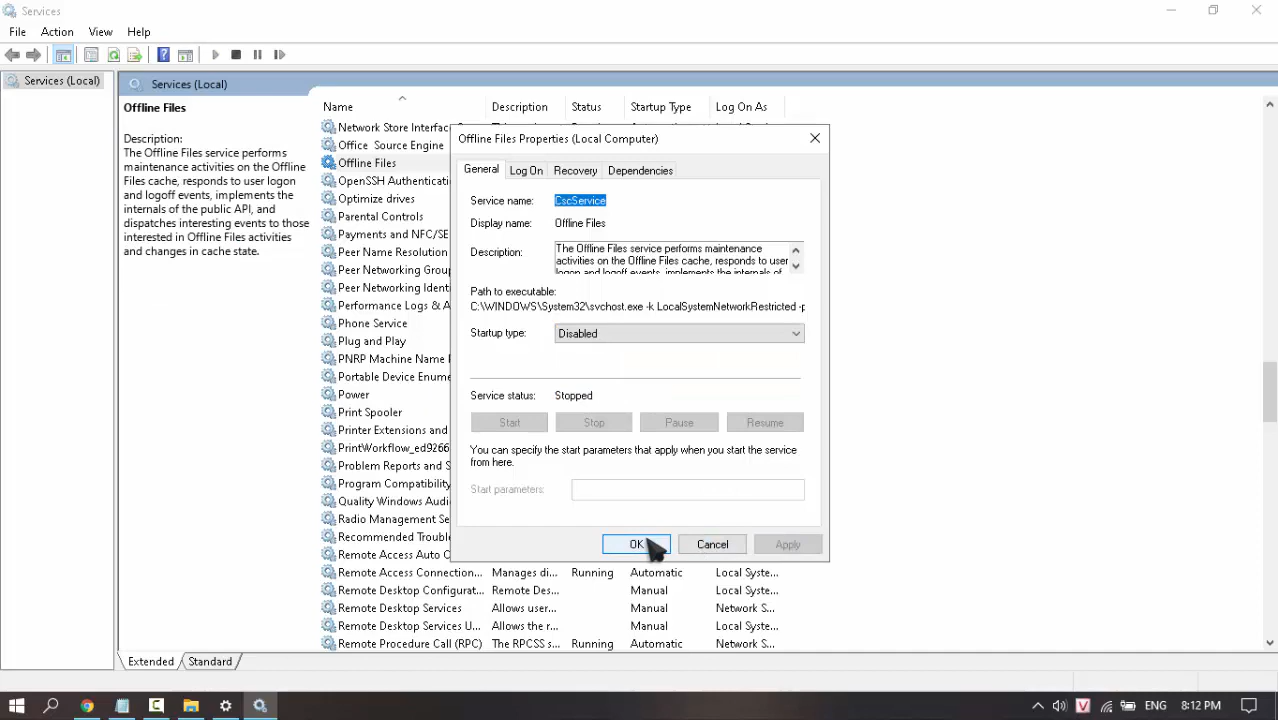 Services
File Action View Help
Services (Local)
Services (Local)
Offline Files
Description:
The Offline Files service performs
maintenance activities on the Offline
Files cache, responds to user logon
and logoff events, implements the
internals of the public API, and
dispatches interesting events to those
interested in Offline Files activities
and changes in cache state.
Name Description Status Startup Type Log On As
Network Store Interfac
Office Source Engine
Offline Files
OpenSSH Authenticati
Optimize drives
Parental Controls
Payments and NFC/SE
Peer Name Resolution
Peer Networking Group
Peer Networking Identi
Performance Logs & A
Phone Service
Plug and Play
PNRP Machine Name P
Portable Device Enume
Power
Print Spooler
Printer Extensions and
PrintWorkflow_ed9266
Problem Reports and S
Program Compatibility
Quality Windows Audi
Radio Management Se
Recommended Troubl
Remote Access Auto C
Remote Access Connection... Manages di... Running Automatic Local Syste...
Remote Desktop Configurat... Remote Des... Manual Local Syste...
Remote Desktop Services Allows user... Manual Network S...
Remote Desktop Services U... Allows the r... Manual Local Syste...
Remote Procedure Call (RPC) The RPCSS s... Running Automatic Network S...
Offline Files Properties (Local Computer)
General Log On Recovery Dependencies
Service name: CscService
Display name: Offline Files
Description: The Offline Files service performs maintenance
activities on the Offline Files cache, responds to user
logon and logoff events, implements the internals of
Path to executable:
C:\WINDOWS\System32\svchost.exe -k LocalSystemNetworkRestricted -p
Startup type: Disabled
Service status: Stopped
Start Stop Pause Resume
You can specify the start parameters that apply when you start the service
from here.
Start parameters:
OK Cancel Apply
Extended Standard
V ENG 8:12 PM